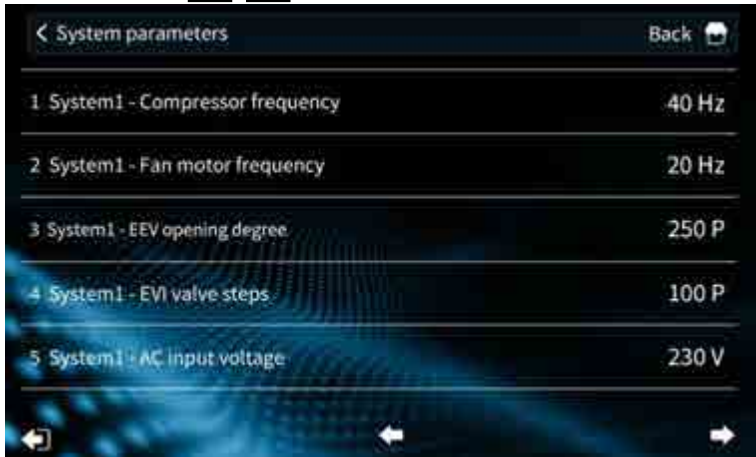 System parameters Back
1 System1 - Compressor frequency 40 Hz
2 System1 - Fan motor frequency 20 Hz
3 System1 - EEV opening degree 250 P
4 System1 - EVI valve steps 100 P
5 System1 - AC input voltage 230 V